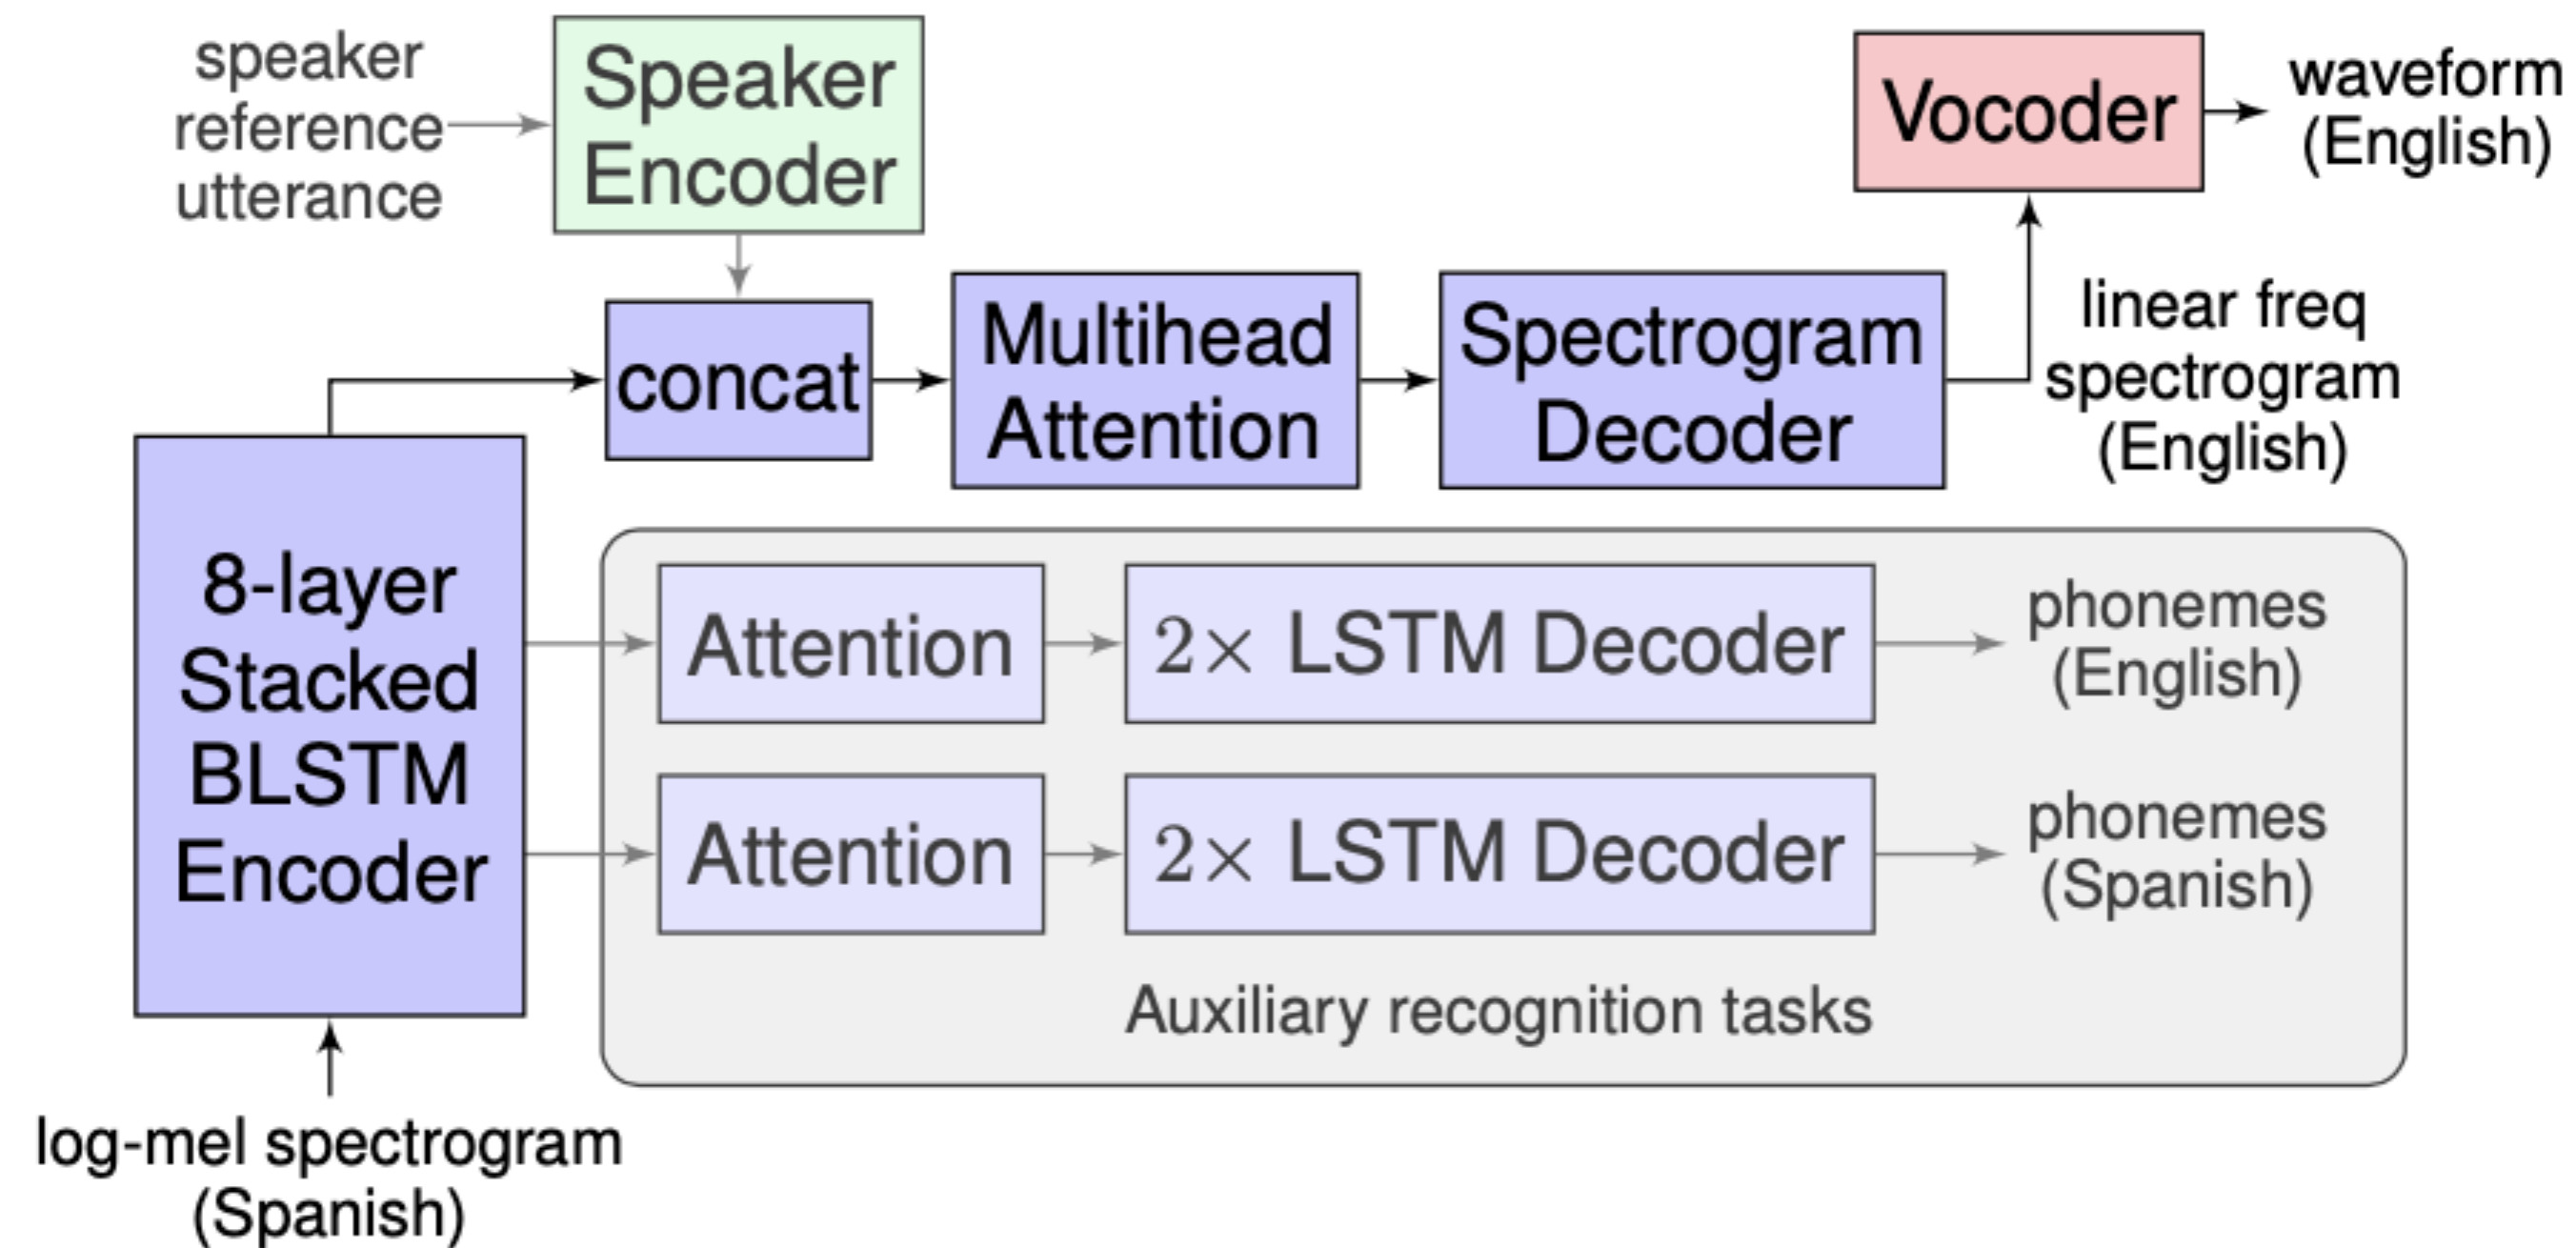 speaker
reference
utterance
Speaker
Encoder
Vocoder
waveform
(English)
concat
Multihead
Attention
Spectrogram
Decoder
linear freq
spectrogram
(English)
8-layer
Stacked
BLSTM
Encoder
Attention
2× LSTM Decoder
phonemes
(English)
Attention
2× LSTM Decoder
phonemes
(Spanish)
Auxiliary recognition tasks
log-mel spectrogram
(Spanish)